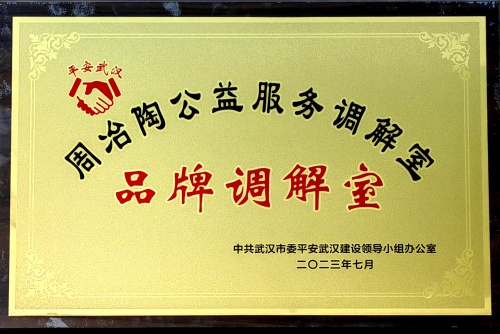 平安武汉
周冶陶公益服务调解室
品牌调解室
中共武汉市委平安武汉建设领导小组办公室
二〇二三年七月